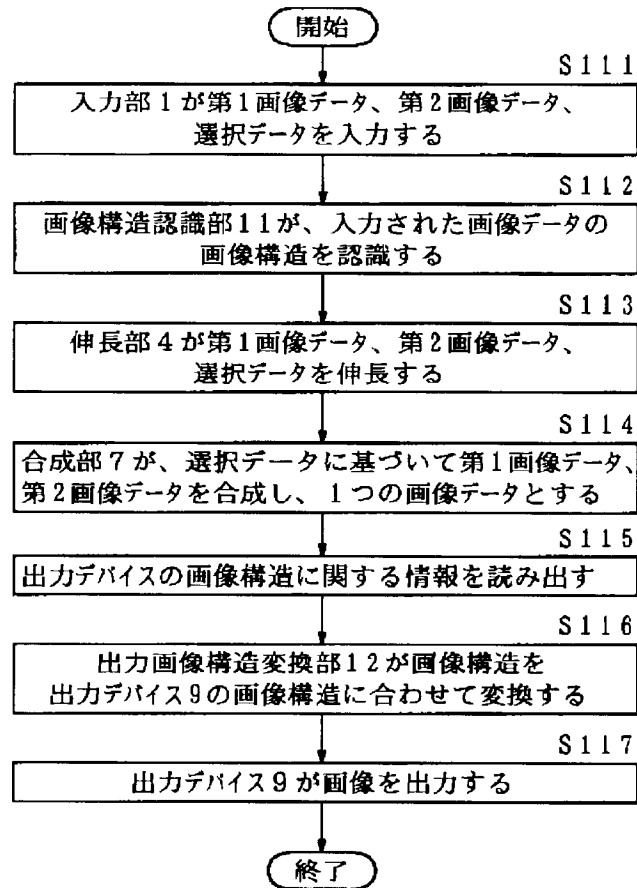 開始
S111
入力部1が第1画像データ、第2画像データ、
選択データを入力する
S112
画像構造認識部11が、入力された画像データの
画像構造を認識する
S113
伸長部4が第1画像データ、第2画像データ、
選択データを伸長する
S114
合成部7が、選択データに基づいて第1画像データ、
第2画像データを合成し、1つの画像データとする
S115
出力デバイスの画像構造に関する情報を読み出す
S116
出力画像構造変換部12が画像構造を
出力デバイス9の画像構造に合わせて変換する
S117
出力デバイス9が画像を出力する
終了